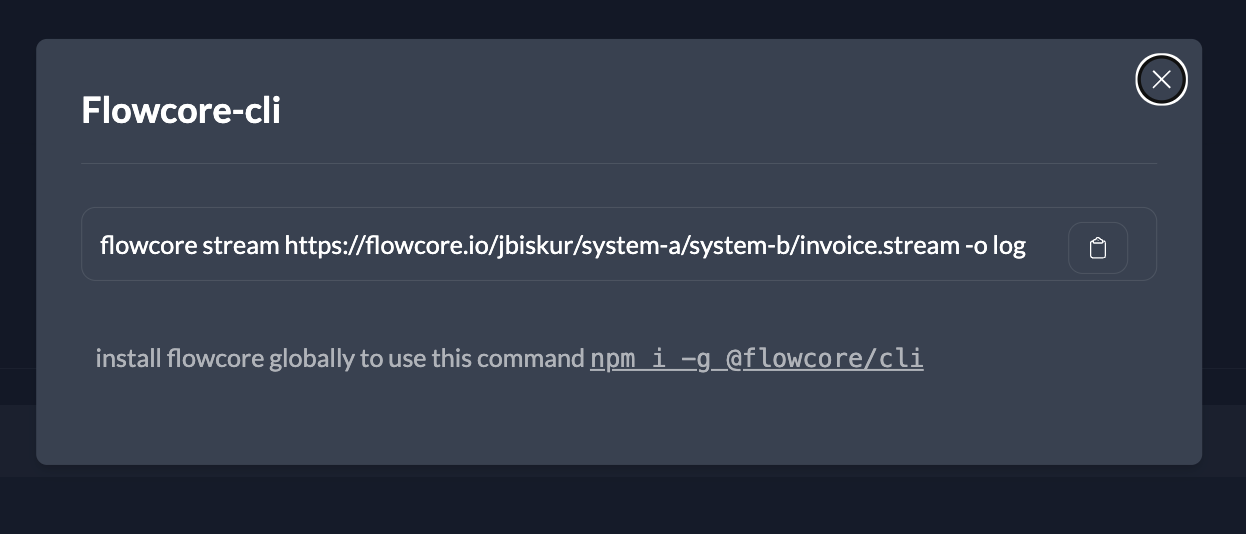 Flowcore-cli
flowcore stream https://flowcore.io/jbiskur/system-a/system-b/invoice.stream -o log
install flowcore globally to use this command npm i -g @flowcore/cli